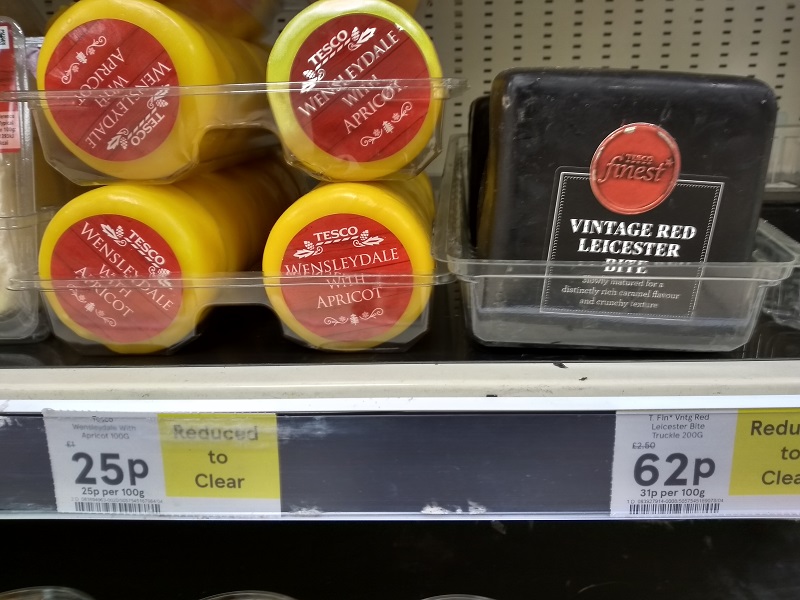 WENSLEYDALE
WITH
APRICOT
TESCO
TESCO
WENSLEYDALE
WITH
APRICOT
TESCO
WENSLEYDALE
WITH
APRICOT
TESCO
WENSLEYDALE
WITH
APRICOT
TESCO
finest*
VINTAGE RED
LEICESTER
BITE
Slowly matured for a
distinctly rich caramel flavour
and crunchy texture
Tesco
Wensleydale With
Apricot 100G
£1
25p
25p per 100g
Reduced
to
Clear
T. Fin* Vntg Red
Leicester Bite
Truckle 200G
£2.50
62p
31p per 100g
Redu
to
Clea